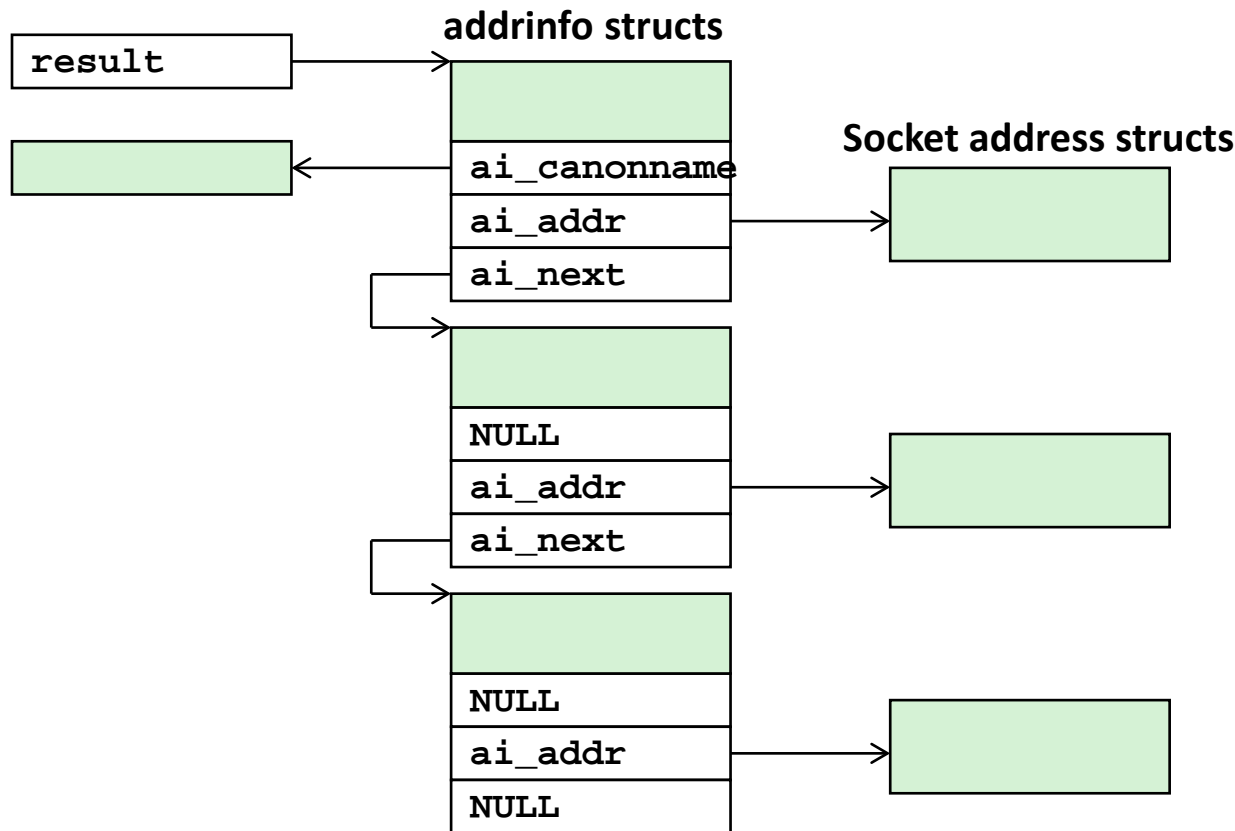 addrinfo structs
result
Socket address structs
ai_canonname
ai_addr
ai_next
NULL
ai_addr
ai_next
NULL
ai_addr
NULL